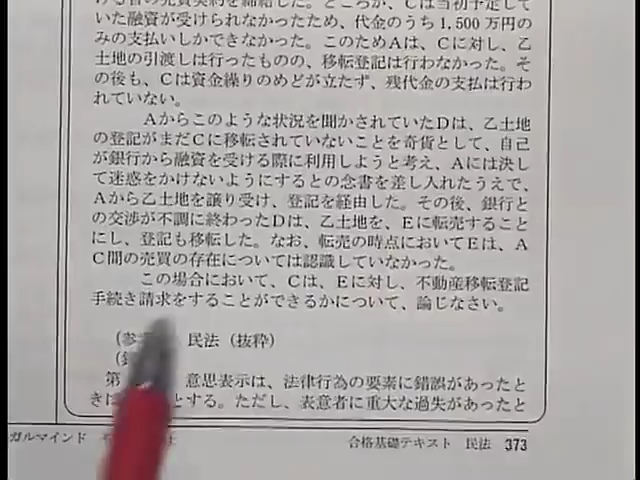 ける旨の売買契約を締結した。ところが、Cは当初予定して
いた融資が受けられなかったため、代金のうち1,500万円の
みの支払いしかできなかった。このためAは、Cに対し、乙
土地の引渡しは行ったものの、移転登記は行わなかった。そ
の後も、Cは資金繰りのめどが立たず、残代金の支払は行わ
れていない。
Aからこのような状況を聞かされていたDは、乙土地
の登記がまだCに移転されていないことを奇貨として、自己
が銀行から融資を受ける際に利用しようと考え、Aには決し
て迷惑をかけないようにするとの念書を差し入れたうえで、
Aから乙土地を譲り受け、登記を経由した。その後、銀行と
の交渉が不調に終わったDは、乙土地を、Eに転売すること
にし、登記も移転した。なお、転売の時点においてEは、A
C間の売買の存在については認識していなかった。
この場合において、Cは、Eに対し、不動産移転登記
手続き請求をすることができるかについて、論じなさい。
(参 民法（抜粋）
第 意思表示は、法律行為の要素に錯誤があったと
きは とする。ただし、表意者に重大な過失があったと
ガルマインド
合格基礎テキスト 民法 373